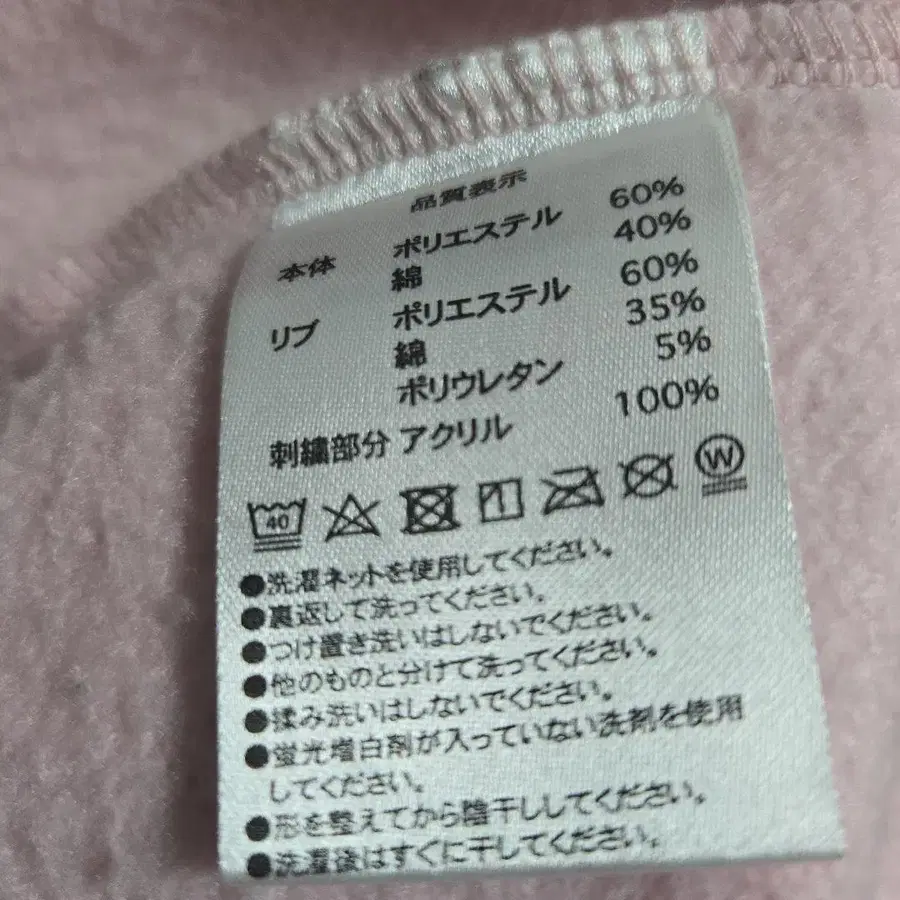 品質表示
本体 ポリエステル 60%
綿 40%
リブ ポリエステル 60%
綿 35%
ポリウレタン 5%
刺繍部分 アクリル 100%
40 1 W
●洗濯ネットを使用してください。
●裏返して洗ってください。
●つけ置き洗いはしないでください。
●他のものと分けて洗ってください。
●揉み洗いはしないでください。
●蛍光増白剤が入っていない洗剤を使用
してください。
●形を整えてから陰干ししてください。
●洗濯後はすぐに干してください。